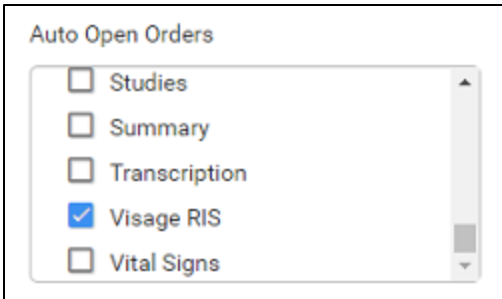 Auto Open Orders
Studies
Summary
Transcription
Visage RIS
Vital Signs